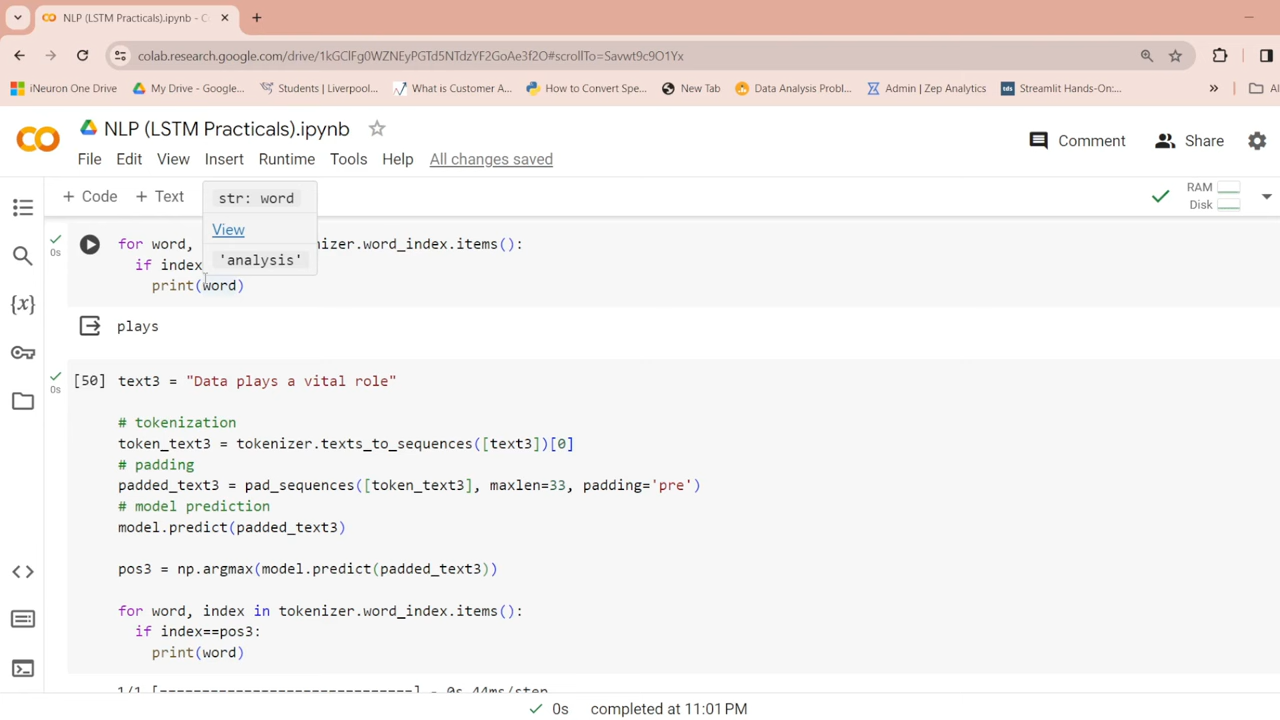 NLP (LSTM Practicals).ipynb - C
colab.research.google.com/drive/1kGClFg0WZNEyPGTd5NTdzYF2GoAe3f2O#scrollTo=Savwt9c9O1Yx
iNeuron One Drive
My Drive - Google...
Students | Liverpool...
What is Customer A...
How to Convert Spe...
New Tab
Data Analysis Probl...
Admin | Zep Analytics
Streamlit Hands-On:...
»
NLP (LSTM Practicals).ipynb
Comment
Share
File Edit View Insert Runtime Tools Help All changes saved
+ Code + Text
RAM
Disk
str: word
View
'analysis'
0s
for word, nizer.word_index.items():
if index
print(word)
plays
0s
[50] text3 = "Data plays a vital role"
# tokenization
token_text3 = tokenizer.texts_to_sequences([text3])[0]
# padding
padded_text3 = pad_sequences([token_text3], maxlen=33, padding='pre')
# model prediction
model.predict(padded_text3)
pos3 = np.argmax(model.predict(padded_text3))
for word, index in tokenizer.word_index.items():
if index==pos3:
print(word)
1/1 [==============================] - 0s 44ms/step
0s completed at 11:01 PM